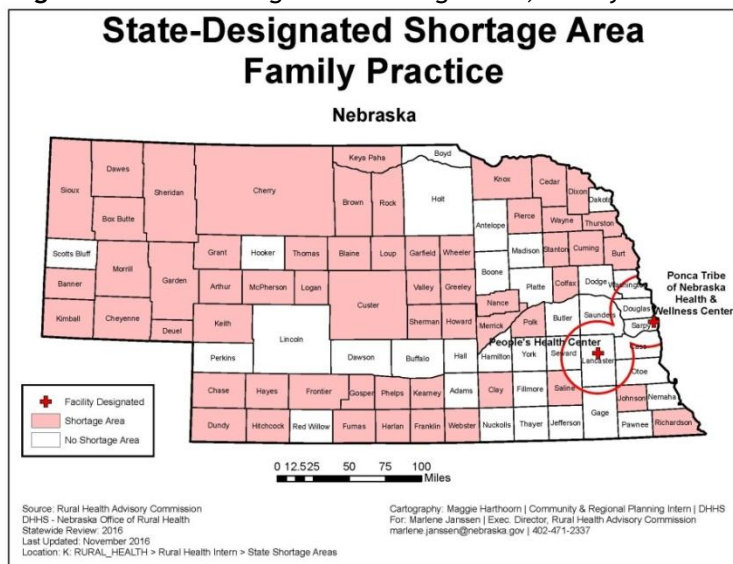 State-Designated Shortage Area
Family Practice
Nebraska
Keya Paha
Boyd
Dawes
Sioux
Sheridan
Cherry
Knox
Cedar
Dixon
Dakota
Holt
Brown
Rock
Box Butte
Antelope
Pierce
Wayne
Thurston
Scotts Bluff
Grant
Hooker
Thomas
Blaine
Loup
Garfield
Wheeler
Madison
Stanton
Cuming
Burt
Morrill
Banner
Garden
Arthur
McPherson
Logan
Custer
Valley
Greeley
Boone
Platte
Colfax
Dodge
Washington
Ponca Tribe
of Nebraska
Health &
Wellness Center
Nance
Douglas
Sarpy
Kimball
Cheyenne
Deuel
Keith
Lincoln
Sherman
Howard
Merrick
Polk
Butler
Saunders
People's Health Center
Perkins
Dawson
Buffalo
Hall
Hamilton
York
Seward
Lancaster
Cass
Otoe
Chase
Hayes
Frontier
Gosper
Phelps
Kearney
Adams
Clay
Fillmore
Saline
Johnson
Nemaha
Gage
Dundy
Hitchcock
Red Willow
Furnas
Harlan
Franklin
Webster
Nuckolls
Thayer
Jefferson
Pawnee
Richardson
Facility Designated
Shortage Area
No Shortage Area
0 12.525 50 75 100
Miles
Source: Rural Health Advisory Commission
DHHS - Nebraska Office of Rural Health
Statewide Review: 2016
Last Updated: November 2016
Location: K: RURAL_HEALTH > Rural Health Intern > State Shortage Areas
Cartography: Maggie Harthoorn | Community & Regional Planning Intern | DHHS
For: Marlene Janssen | Exec. Director, Rural Health Advisory Commission
marlene.janssen@nebraska.gov | 402-471-2337